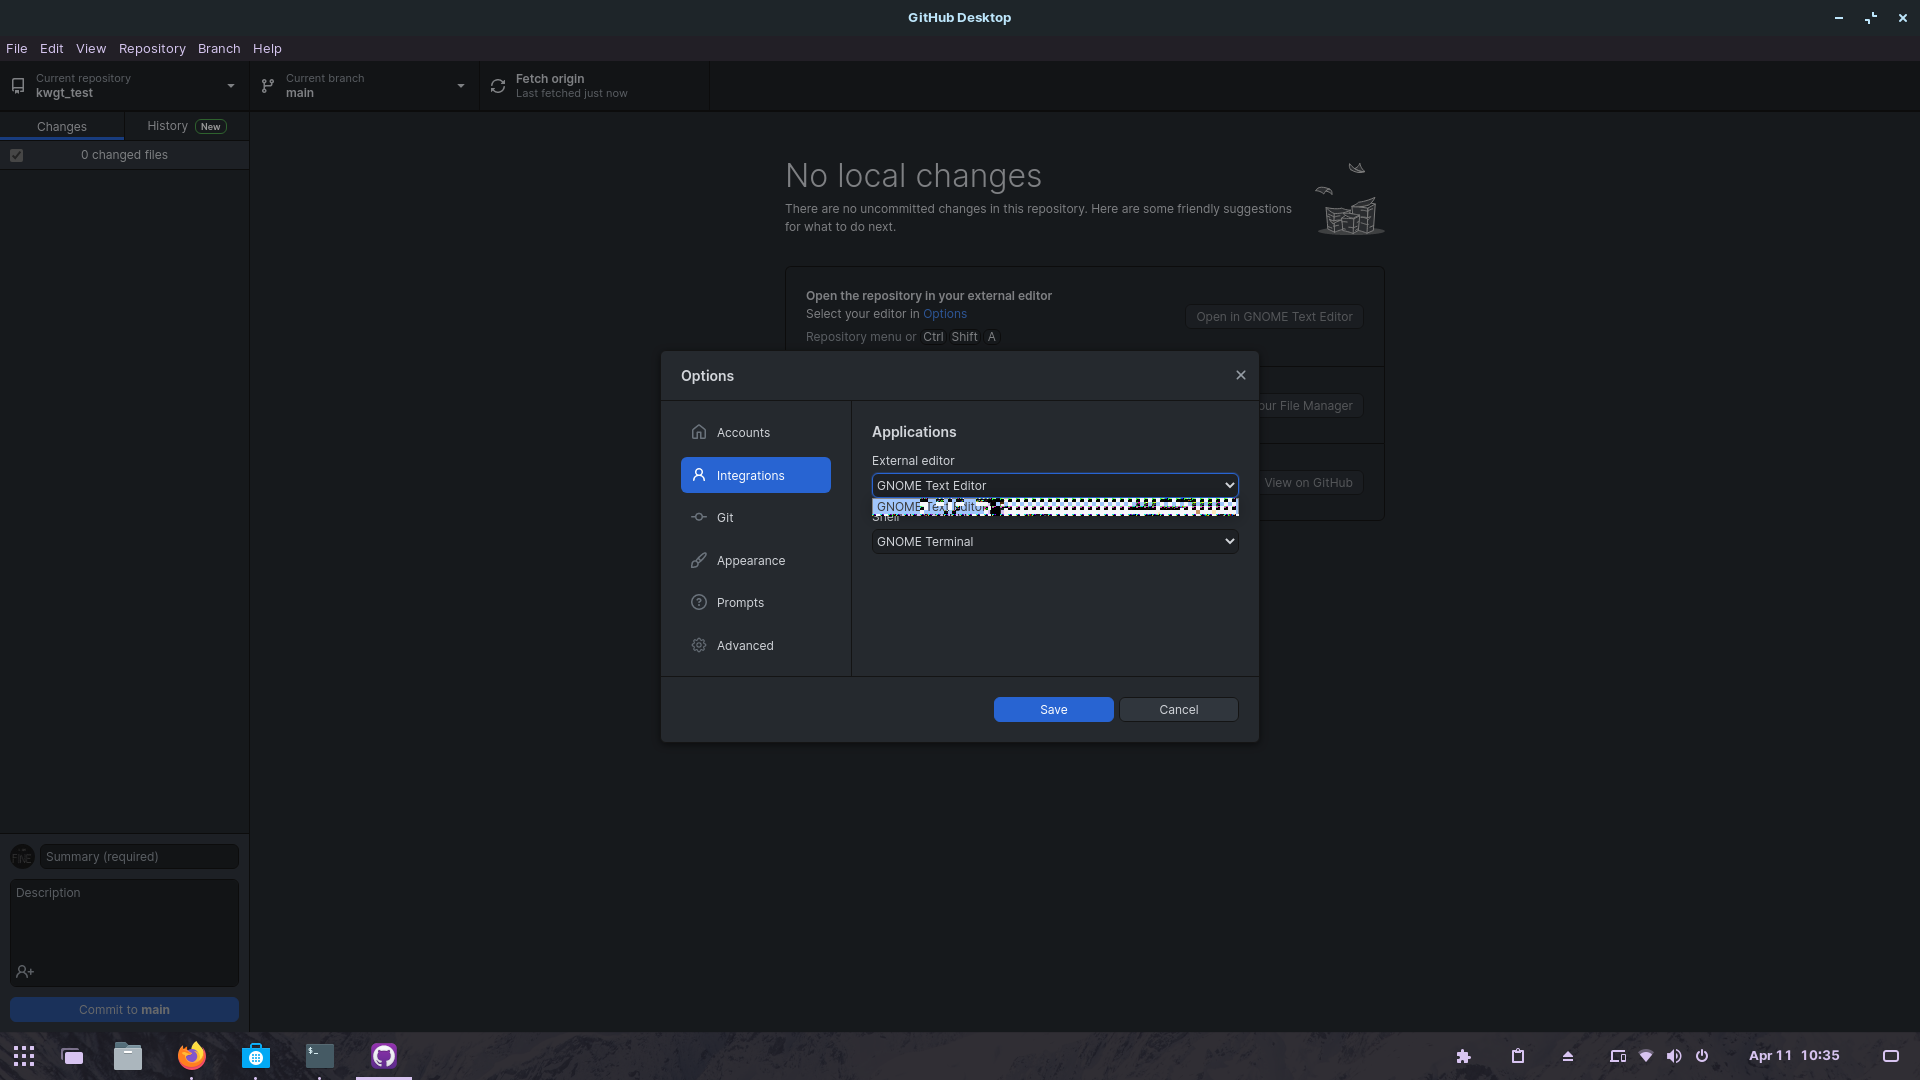 GitHub Desktop
File Edit View Repository Branch Help
Current repository
kwgt_test
Current branch
main
Fetch origin
Last fetched just now
Changes
History New
0 changed files
No local changes
There are no uncommitted changes in this repository. Here are some friendly suggestions
for what to do next.
Open the repository in your external editor
Select your editor in Options
Repository menu or Ctrl Shift A
Open in GNOME Text Editor
our File Manager
View on GitHub
Options
Accounts
Integrations
Git
Appearance
Prompts
Advanced
Applications
External editor
GNOME Text Editor
GNOME Text Editor
Shell
GNOME Terminal
Save
Cancel
FINE
Summary (required)
Description
Commit to main
$-
Apr 11 10:35